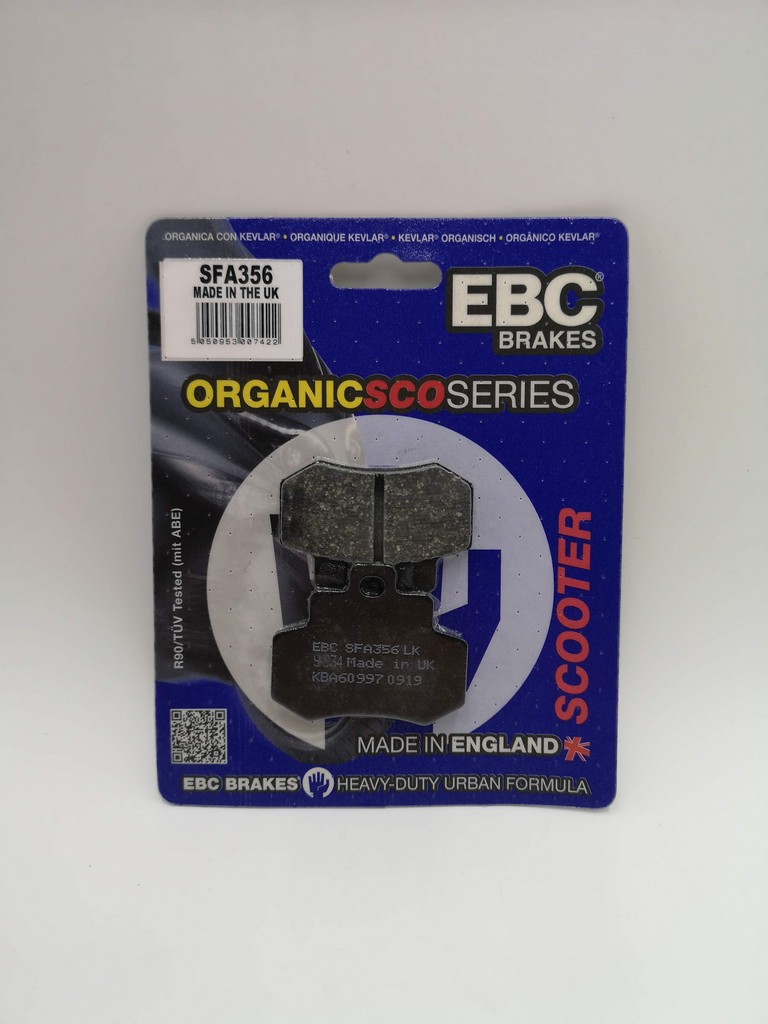 ORGANICA CON KEVLAR® • ORGANIQUE KEVLAR® • KEVLAR® ORGANISCH • ORGÂNICO KEVLAR®
SFA356
MADE IN THE UK
5 050953 007422
EBC®
BRAKES
ORGANICSCOSERIES
R90/TÜV Tested (mit ABE)
SCOOTER
EBC SFA356 LK
Made in UK
KBA60997 0919
MADE IN ENGLAND
EBC BRAKES HEAVY-DUTY URBAN FORMULA